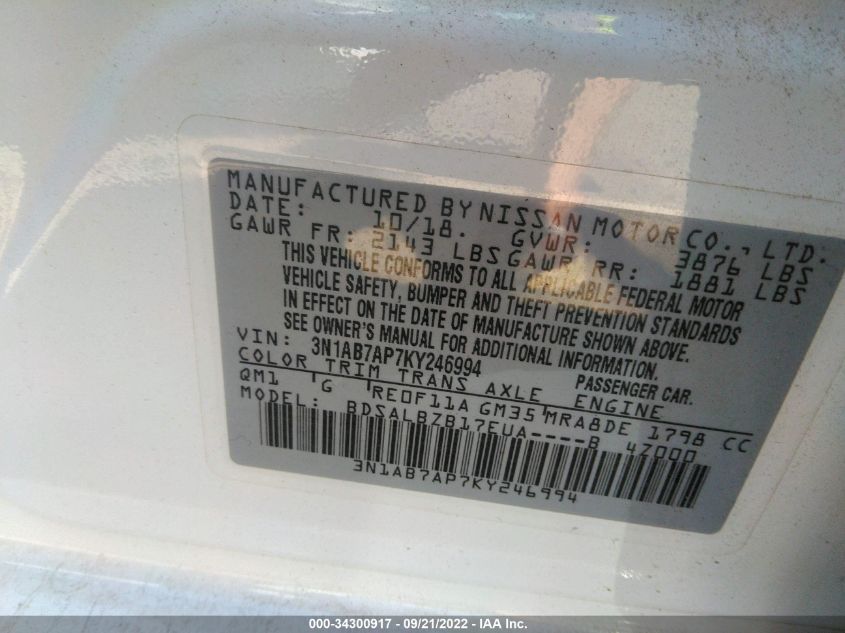 MANUFACTURED BY NISSAN MOTOR CO., LTD.
DATE: 10/18. GVWR: 3876 LBS
GAWR FR: 2143 LBS GAWR RR: 1881 LBS
THIS VEHICLE CONFORMS TO ALL APPLICABLE FEDERAL MOTOR
VEHICLE SAFETY, BUMPER AND THEFT PREVENTION STANDARDS
IN EFFECT ON THE DATE OF MANUFACTURE SHOWN ABOVE.
SEE OWNER'S MANUAL FOR ADDITIONAL INFORMATION.
VIN: 3N1AB7AP7KY246994 PASSENGER CAR.
COLOR TRIM TRANS AXLE ENGINE
QM1 G RE0F11A GM35 MRA8DE 1798 CC
MODEL: BDSALBZB17EUA----B 4Z000
3N1AB7AP7KY246994
000-34300917 - 09/21/2022 - IAA Inc.